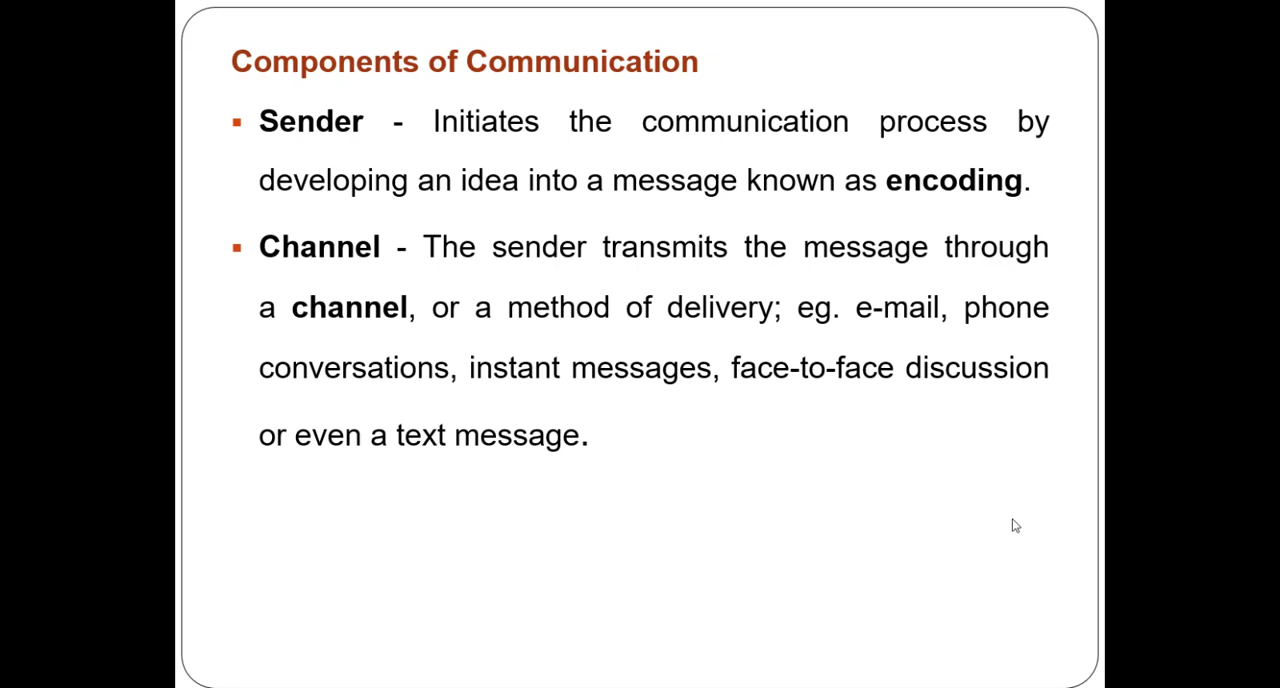 Components of Communication
▪ Sender - Initiates the communication process by
developing an idea into a message known as encoding.
▪ Channel - The sender transmits the message through
a channel, or a method of delivery; eg. e-mail, phone
conversations, instant messages, face-to-face discussion
or even a text message.